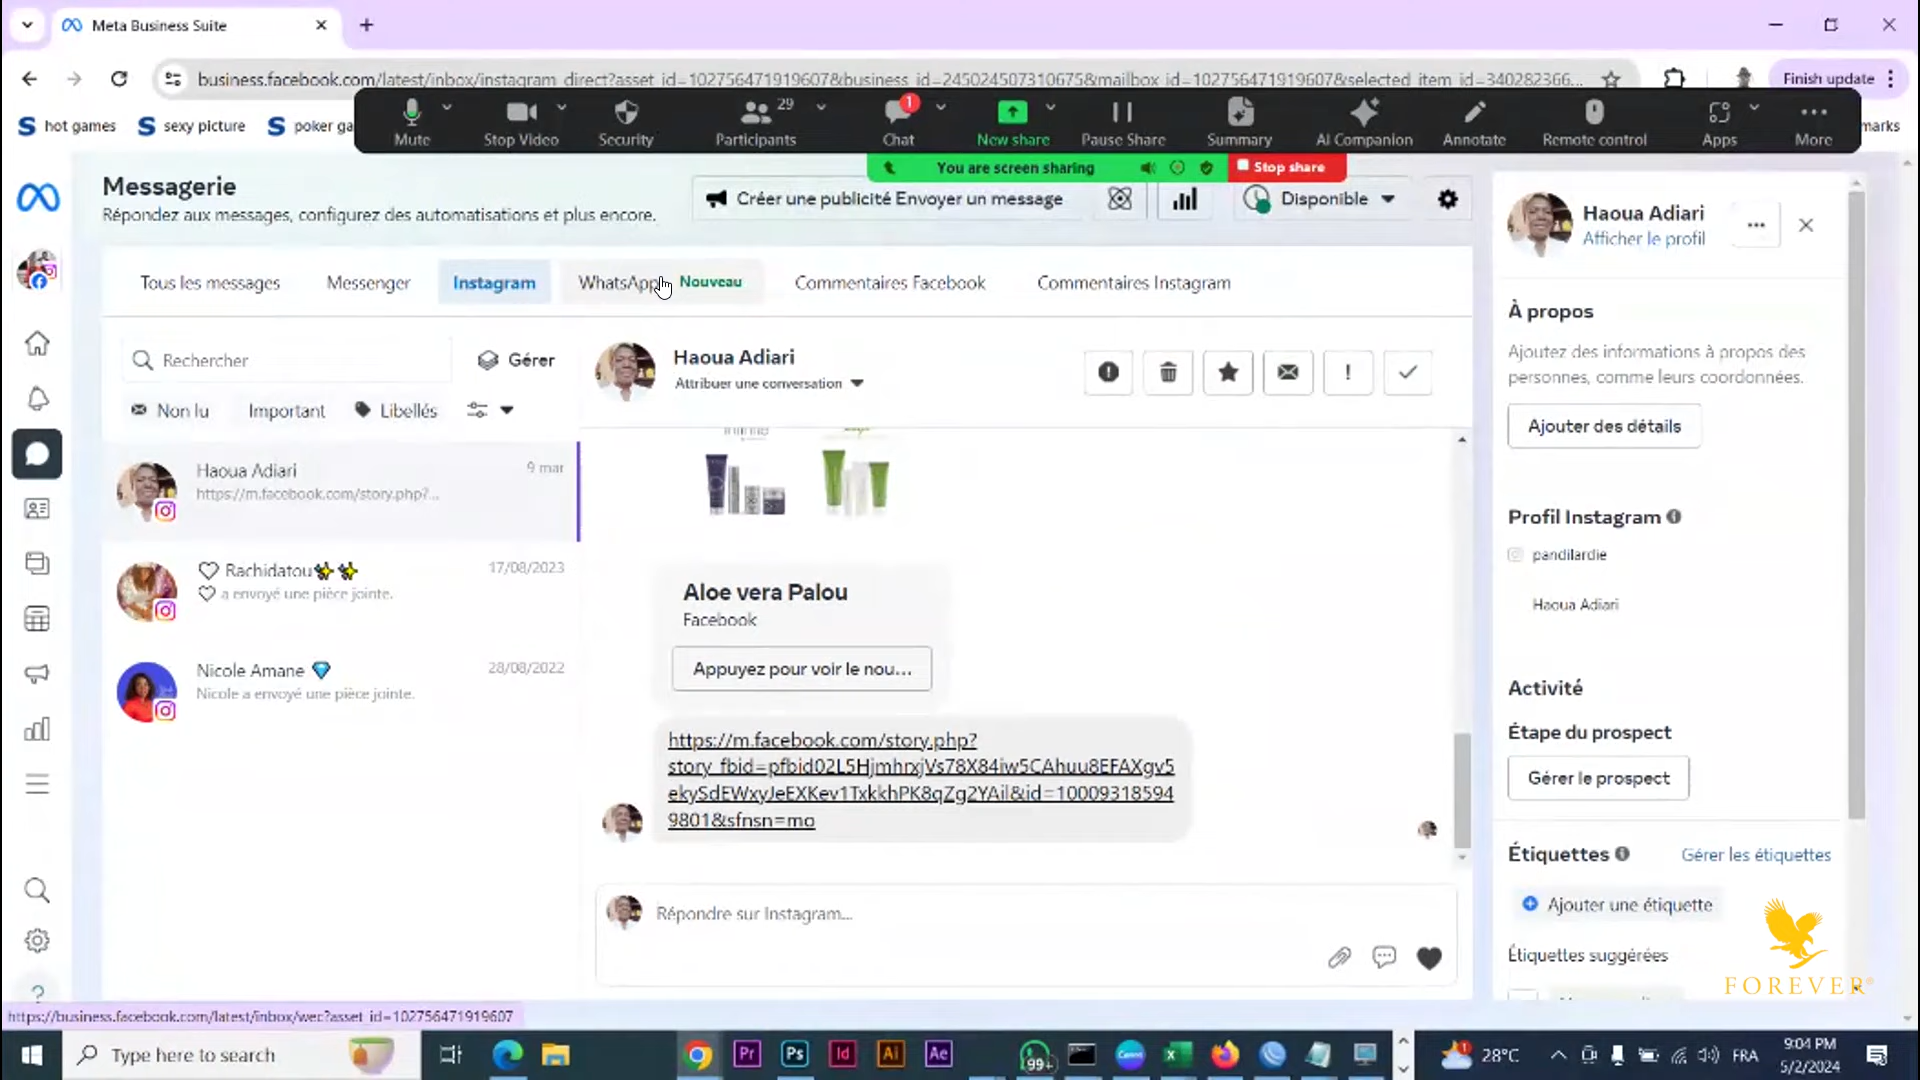 Meta Business Suite
business.facebook.com/latest/inbox/instagram_direct?asset_id=102756471919607&business_id=245024507310675&mailbox_id=102756471919607&selected_item_id=340282366...
Finish update
hot games
sexy picture
poker ga
marks
Mute
Stop Video
Security
Participants
29
Chat
1
New share
Pause Share
Summary
AI Companion
Annotate
Remote control
Apps
More
You are screen sharing
Stop share
Messagerie
Répondez aux messages, configurez des automatisations et plus encore.
Créer une publicité Envoyer un message
Disponible
Tous les messages
Messenger
Instagram
WhatsApp
Nouveau
Commentaires Facebook
Commentaires Instagram
Rechercher
Gérer
Non lu
Important
Libellés
Haoua Adiari
9 mar
https://m.facebook.com/story.php?...
Rachidatou
17/08/2023
a envoyé une pièce jointe.
Nicole Amane
28/08/2022
Nicole a envoyé une pièce jointe.
Haoua Adiari
Attribuer une conversation
Aloe vera Palou
Facebook
Appuyez pour voir le nou...
https://m.facebook.com/story.php?
story_fbid=pfbid02L5HjmhrxjVs78X84iw5CAhuu8EFAXgv5
ekySdEWxyJeEXKev1TxkkhPK8qZg2YAil&id=10009318594
9801&sfnsn=mo
Répondre sur Instagram...
Haoua Adiari
Afficher le profil
À propos
Ajoutez des informations à propos des
personnes, comme leurs coordonnées.
Ajouter des détails
Profil Instagram
pandilardie
Haoua Adiari
Activité
Étape du prospect
Gérer le prospect
Étiquettes
Gérer les étiquettes
Ajouter une étiquette
Étiquettes suggérées
FOREVER
https://business.facebook.com/latest/inbox/wec?asset_id=102756471919607
Type here to search
Pr
Ps
Id
Ai
Ae
99+
28°C
FRA
9:04 PM
5/2/2024